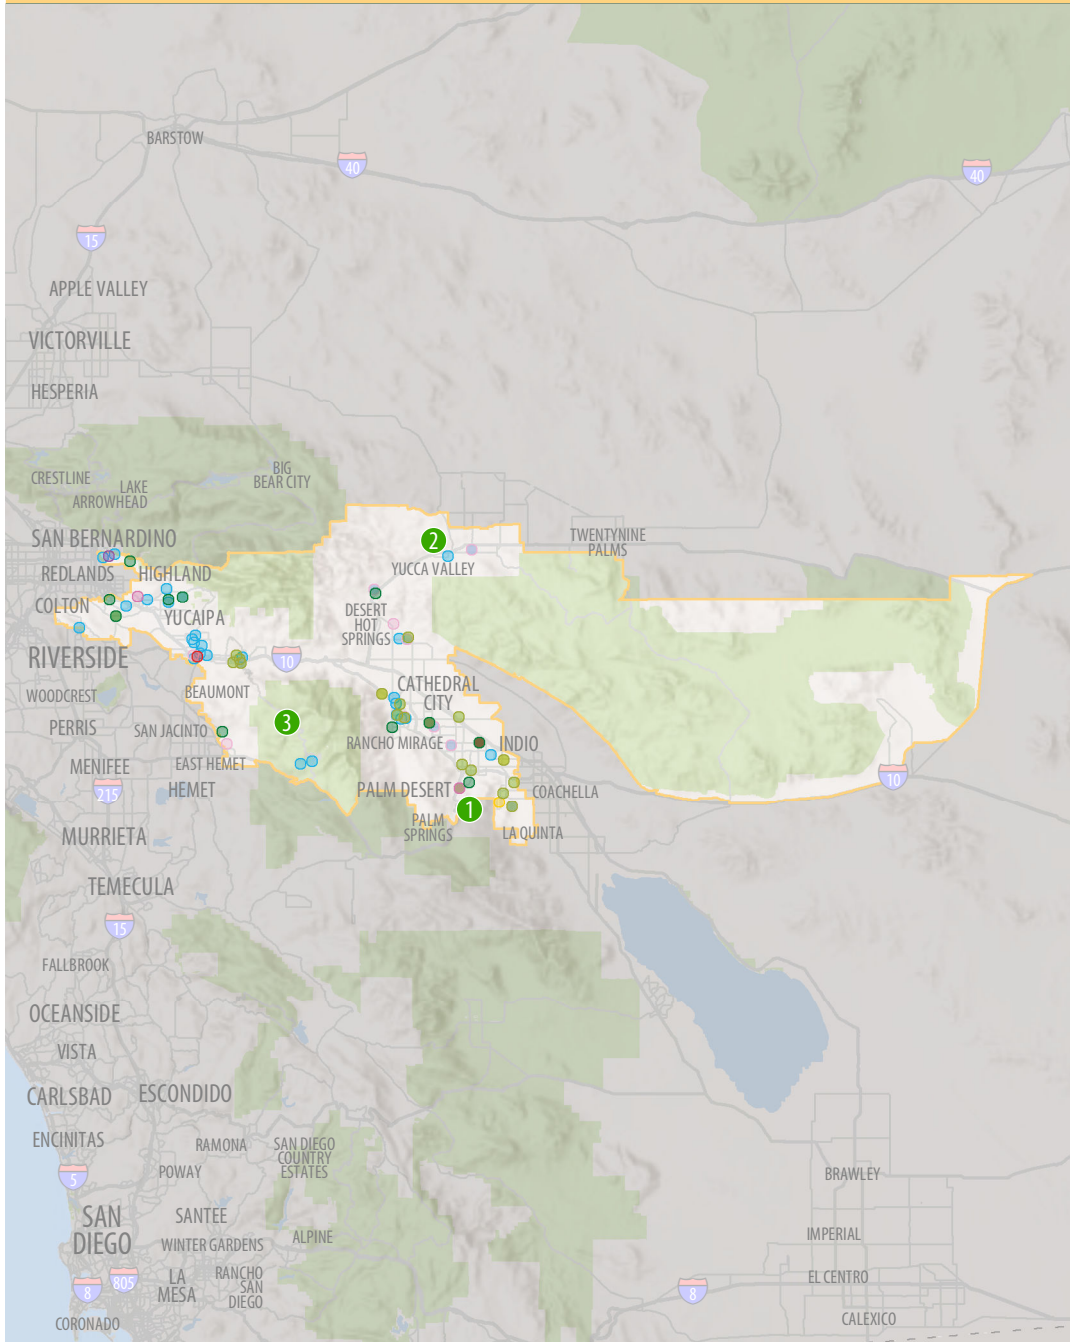 BARSTOW
40
40
15
APPLE VALLEY
VICTORVILLE
HESPERIA
CRESTLINE
LAKE
ARROWHEAD
BIG
BEAR CITY
SAN BERNARDINO
2
TWENTYNINE
PALMS
REDLANDS
HIGHLAND
YUCCA VALLEY
COLTON
YUCAIPA
DESERT
HOT
SPRINGS
RIVERSIDE
10
WOODCREST
BEAUMONT
CATHEDRAL
CITY
PERRIS
SAN JACINTO
3
RANCHO MIRAGE
INDIO
MENIFEE
EAST HEMET
10
215
HEMET
PALM DESERT
COACHELLA
1
MURRIETA
PALM
SPRINGS
LA QUINTA
TEMECULA
15
FALLBROOK
OCEANSIDE
VISTA
CARLSBAD
ESCONDIDO
ENCINITAS
RAMONA
SAN DIEGO
COUNTRY
ESTATES
5
POWAY
BRAWLEY
SAN
DIEGO
SANTEE
WINTER GARDENS
ALPINE
IMPERIAL
8
805
LA
MESA
RANCHO
SAN
DIEGO
8
EL CENTRO
CORONADO
CALEXICO